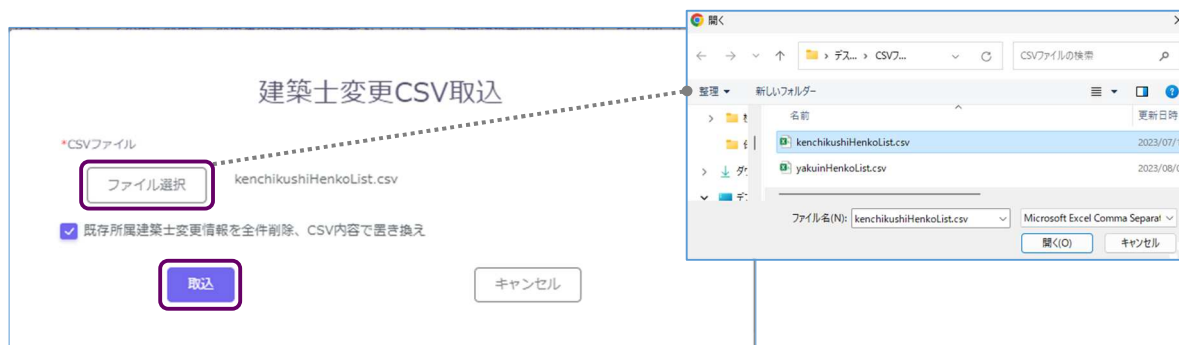 建築士変更CSV取込
*CSVファイル
ファイル選択
kenchikushiHenkoList.csv
既存所属建築士変更情報を全件削除、CSV内容で置き換え
取込
キャンセル
開く
デス... › CSVフ...
CSVファイルの検索
整理
新しいフォルダー
名前
更新日時
kenchikushiHenkoList.csv
2023/07/1
yakuinHenkoList.csv
2023/08/0
ファイル名(N):
kenchikushiHenkoList.csv
Microsoft Excel Comma Separat
開く(O)
キャンセル